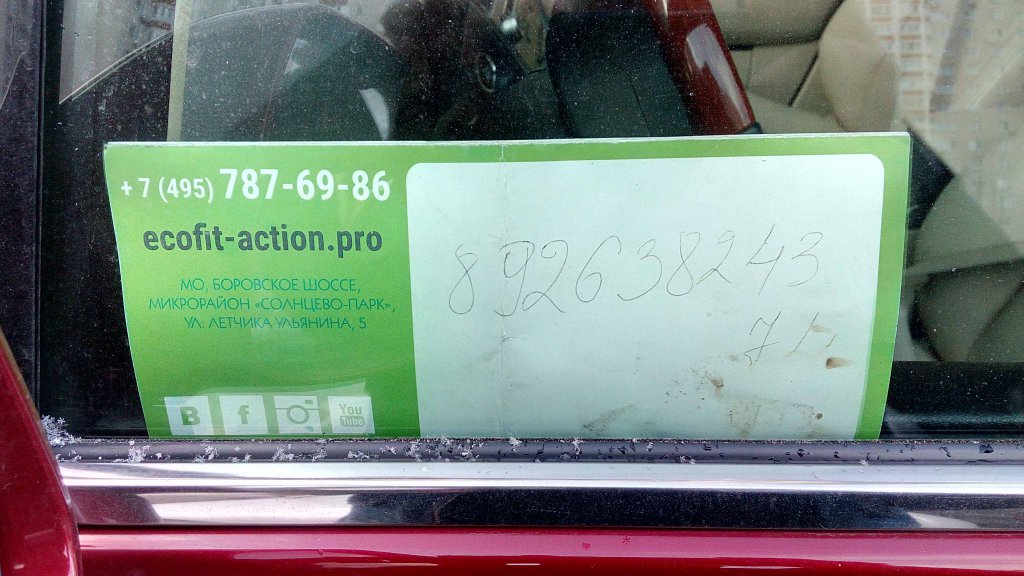 + 7 (495) 787-69-86
ecofit-action.pro
МО, БОРОВСКОЕ ШОССЕ,
МИКРОРАЙОН «СОЛНЦЕВО-ПАРК»,
УЛ. ЛЕТЧИКА УЛЬЯНИНА, 5
B f You Tube
892638243
71